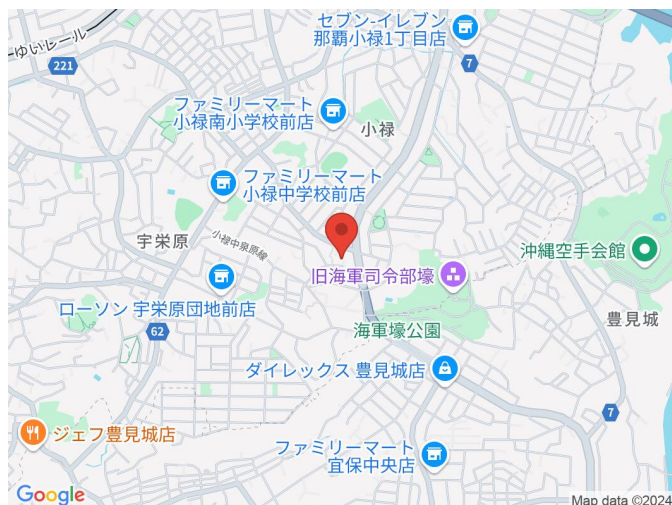 セブン-イレブン
那覇小禄1丁目店
ゆいレール
7
221
ファミリーマート
小禄南小学校前店
小禄
ファミリーマート
小禄中学校前店
宇栄原
小禄中泉原線
沖縄空手会館
旧海軍司令部壕
ローソン 宇栄原団地前店
豊見城
海軍壕公園
62
ダイレックス 豊見城店
7
ジェフ豊見城店
ファミリーマート
宜保中央店
Google
Map data ©2024